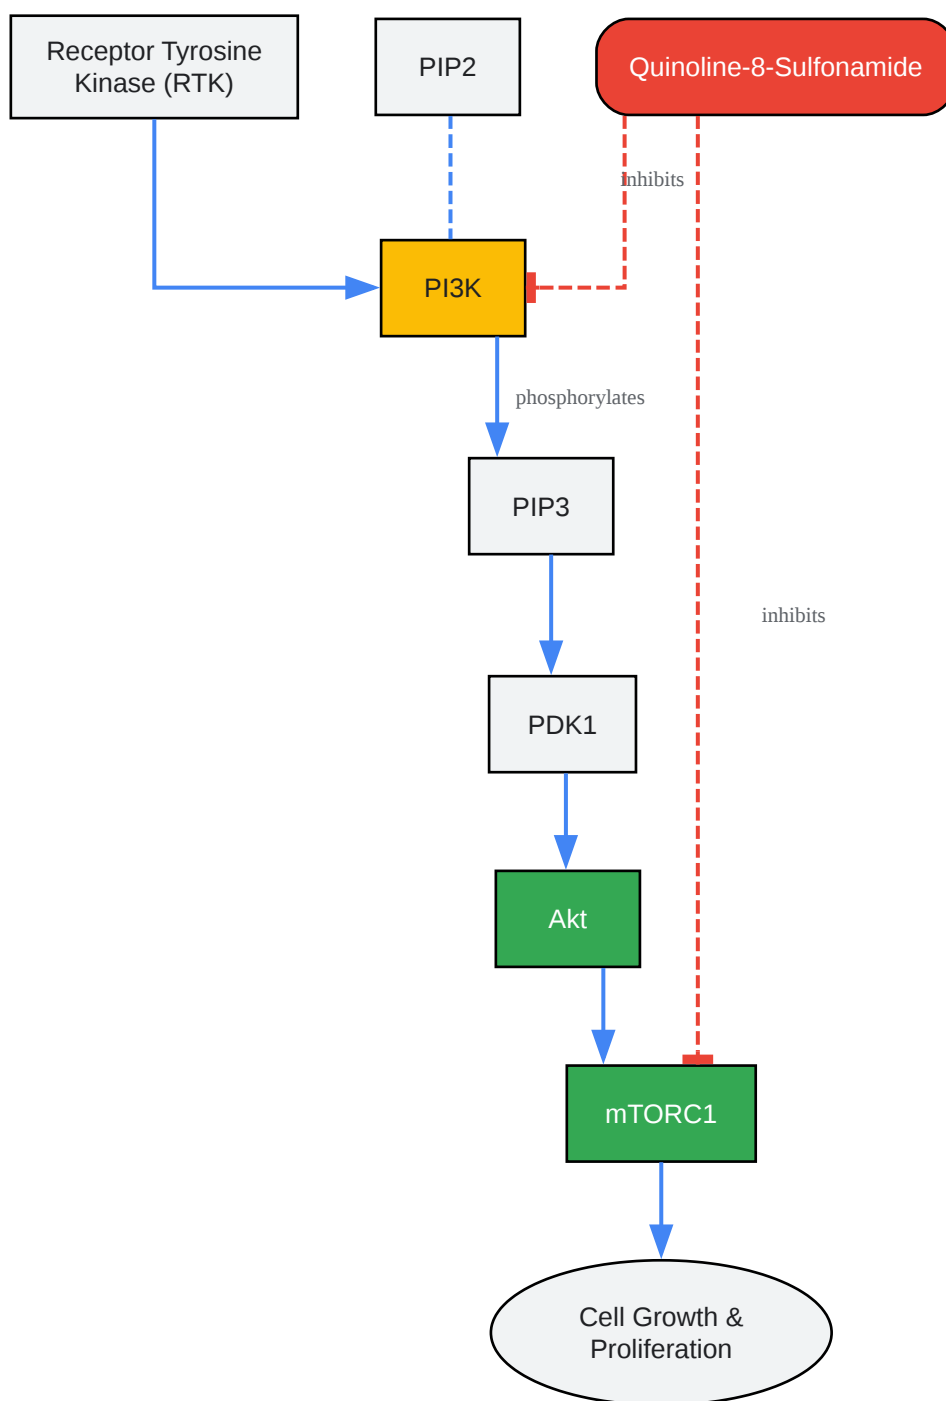 Receptor Tyrosine
Kinase (RTK)
PIP2
Quinoline-8-Sulfonamide
inhibits
PI3K
phosphorylates
PIP3
inhibits
PDK1
Akt
mTORC1
Cell Growth &
Proliferation